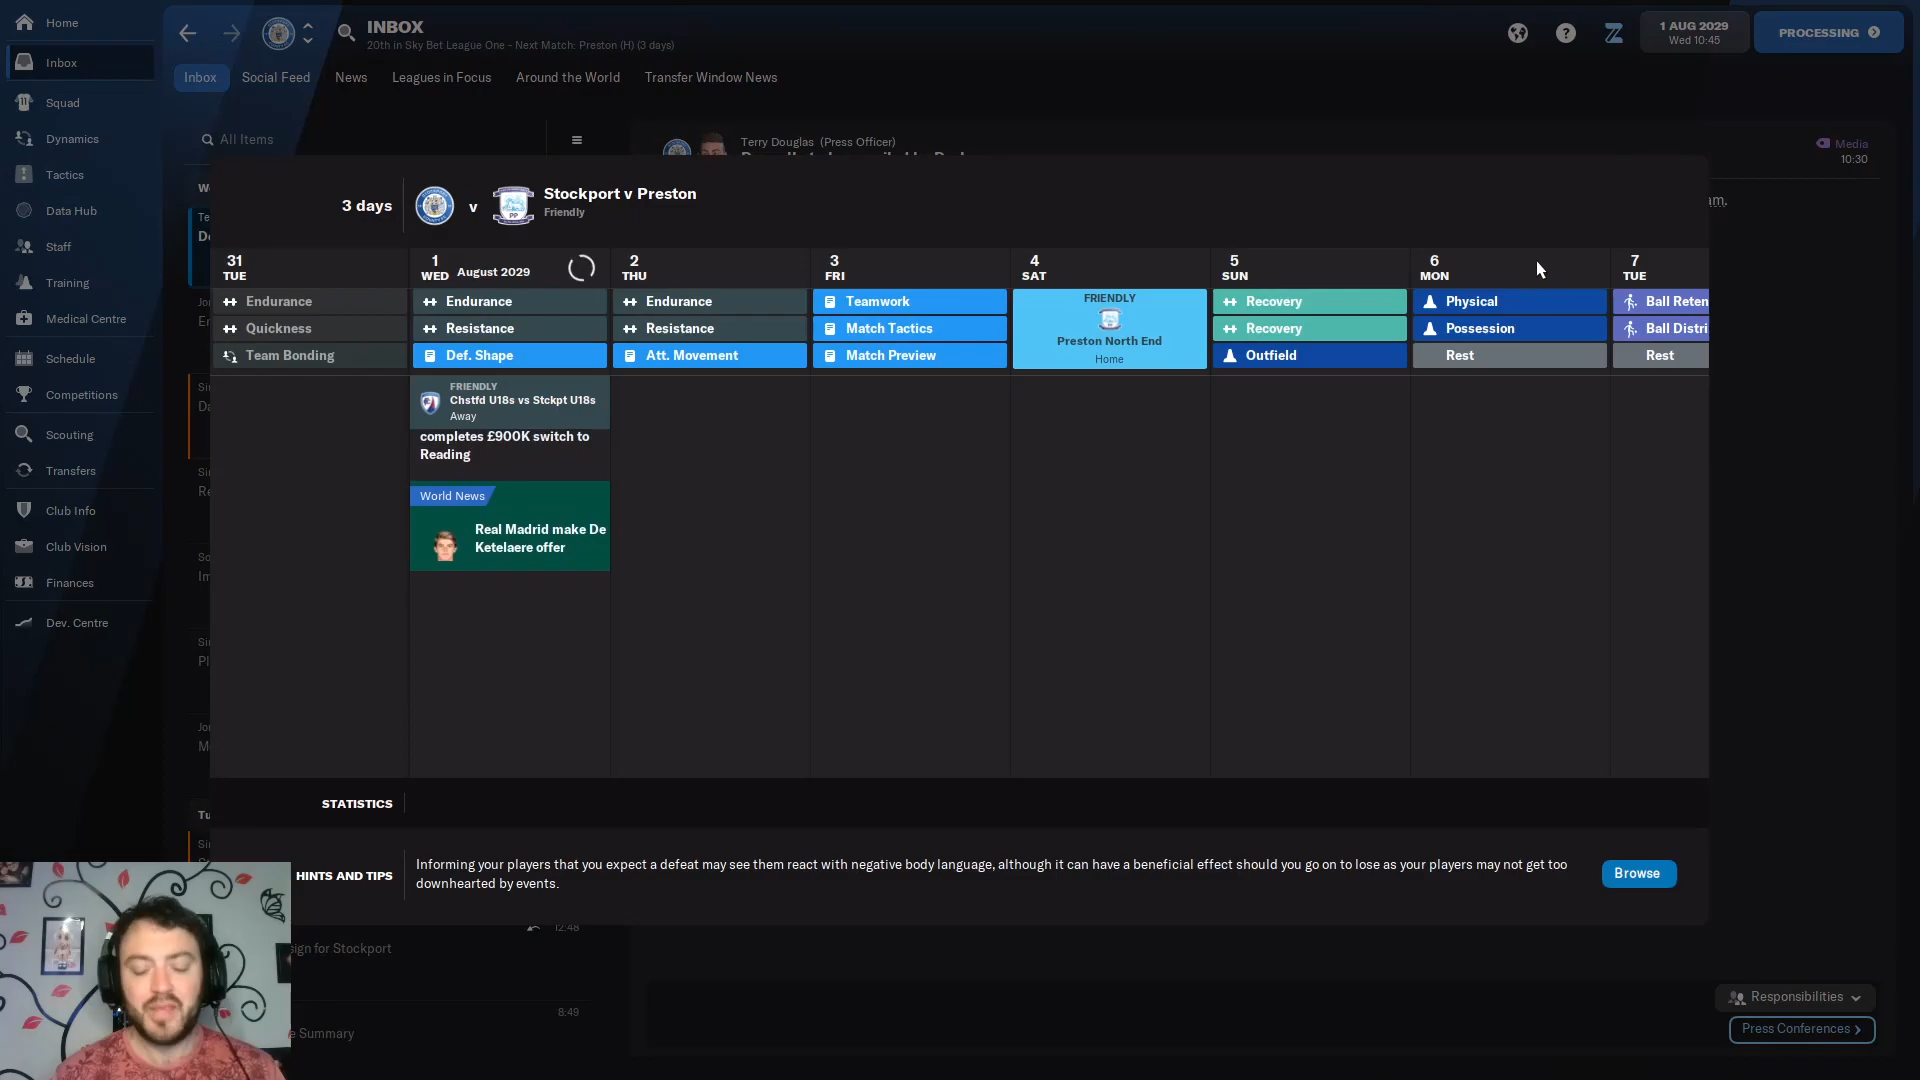 Home
Inbox
Squad
Dynamics
Tactics
Data Hub
Staff
Training
Medical Centre
Schedule
Competitions
Scouting
Transfers
Club Info
Club Vision
Finances
Dev. Centre
INBOX
20th in Sky Bet League One - Next Match: Preston (H) (3 days)
1 AUG 2029
Wed 10:45
PROCESSING
Inbox
Social Feed
News
Leagues in Focus
Around the World
Transfer Window News
All Items
Terry Douglas (Press Officer)
Media
10:30
3 days
v
Stockport v Preston
Friendly
31
TUE
1
WED August 2029
2
THU
3
FRI
4
SAT
5
SUN
6
MON
7
TUE
Endurance
Quickness
Team Bonding
Endurance
Resistance
Def. Shape
Endurance
Resistance
Att. Movement
Teamwork
Match Tactics
Match Preview
FRIENDLY
Preston North End
Home
Recovery
Recovery
Outfield
Physical
Possession
Rest
Ball Reten
Ball Distri
Rest
FRIENDLY
Chstfd U18s vs Stckpt U18s
Away
completes £900K switch to
Reading
World News
Real Madrid make De
Ketelaere offer
STATISTICS
HINTS AND TIPS
Informing your players that you expect a defeat may see them react with negative body language, although it can have a beneficial effect should you go on to lose as your players may not get too
downhearted by events.
Browse
12:48
sign for Stockport
8:49
e Summary
Responsibilities
Press Conferences